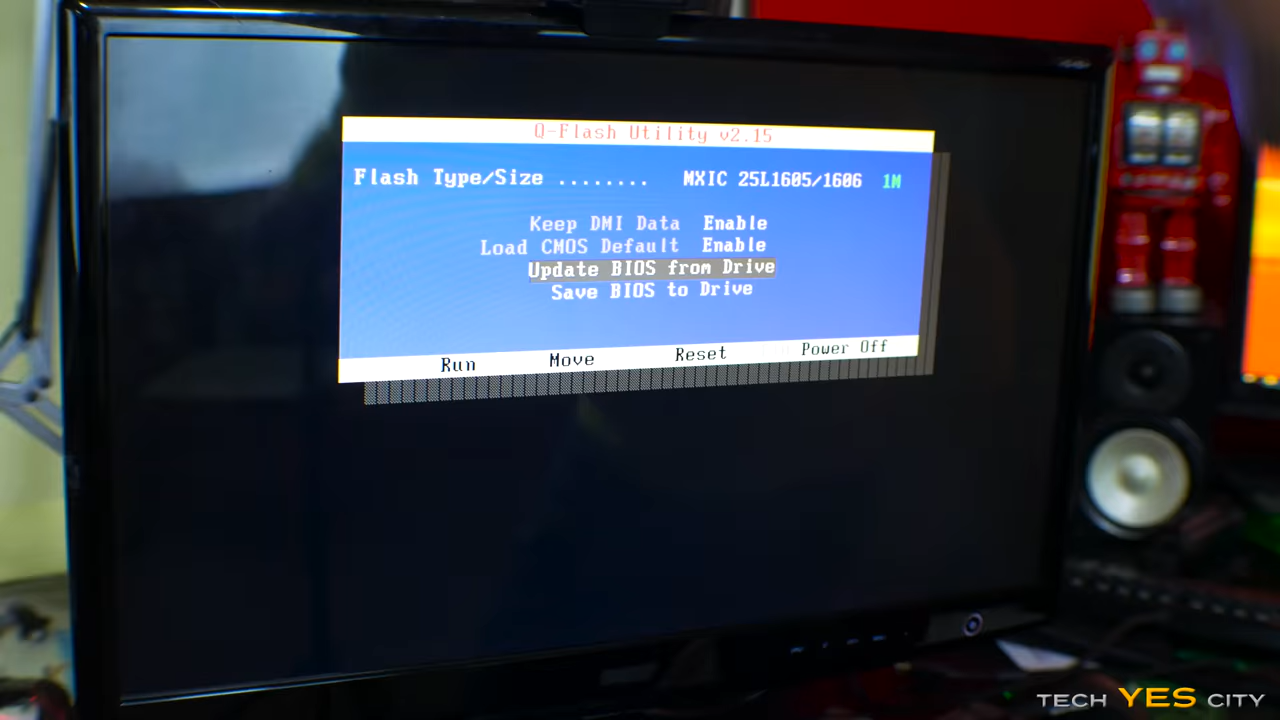 Q-Flash Utility v2.15
Flash Type/Size ........ MXIC 25L1605/1606 1M
Keep DMI Data Enable
Load CMOS Default Enable
Update BIOS from Drive
Save BIOS to Drive
Run Move Reset Power Off
TECH YES CITY